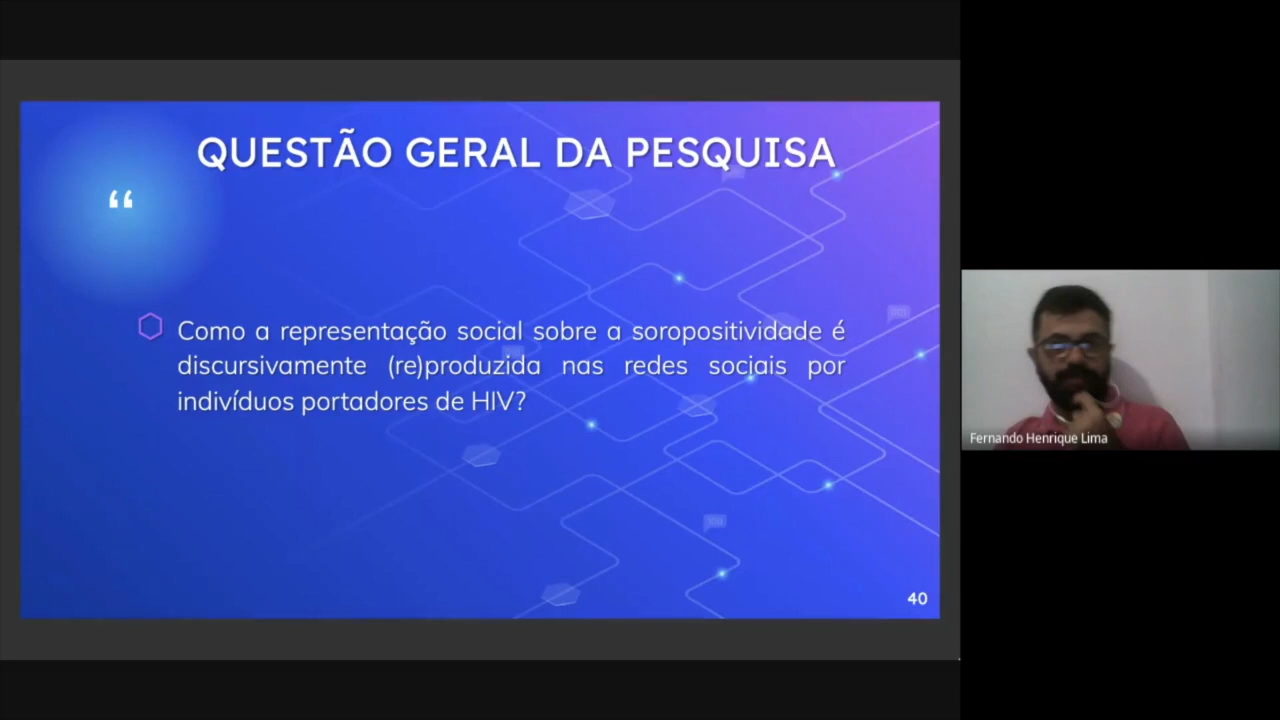 QUESTÃO GERAL DA PESQUISA
“
Como a representação social sobre a soropositividade é
discursivamente (re)produzida nas redes sociais por
indivíduos portadores de HIV?
40
Fernando Henrique Lima